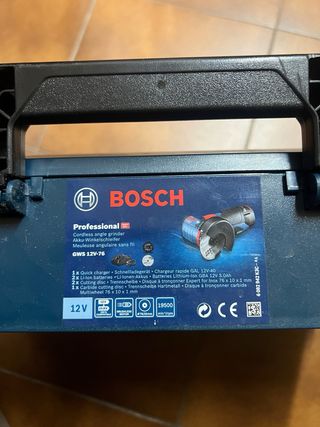 BOSCH
Professional
Cordless angle grinder
Akku-Winkelschleifer
Meuleuse angulaire sans fil
GWS 12V-76
1x Quick charger • Schnellladegerät • Chargeur rapide GAL 12V-40
2x Li-Ion batteries • Li-Ionen-Akkus • Batteries Lithium-Ion GBA 12V 3.0Ah
2x Cutting disc • Trennscheibe • Disque à tronçonner Expert for Inox 76 x 10 x 1 mm
1x Carbide cutting disc • Trennscheibe Hartmetall • Disque à tronçonner carbure
Multiwheel 76 x 10 x 1 mm
12V
19500
CE